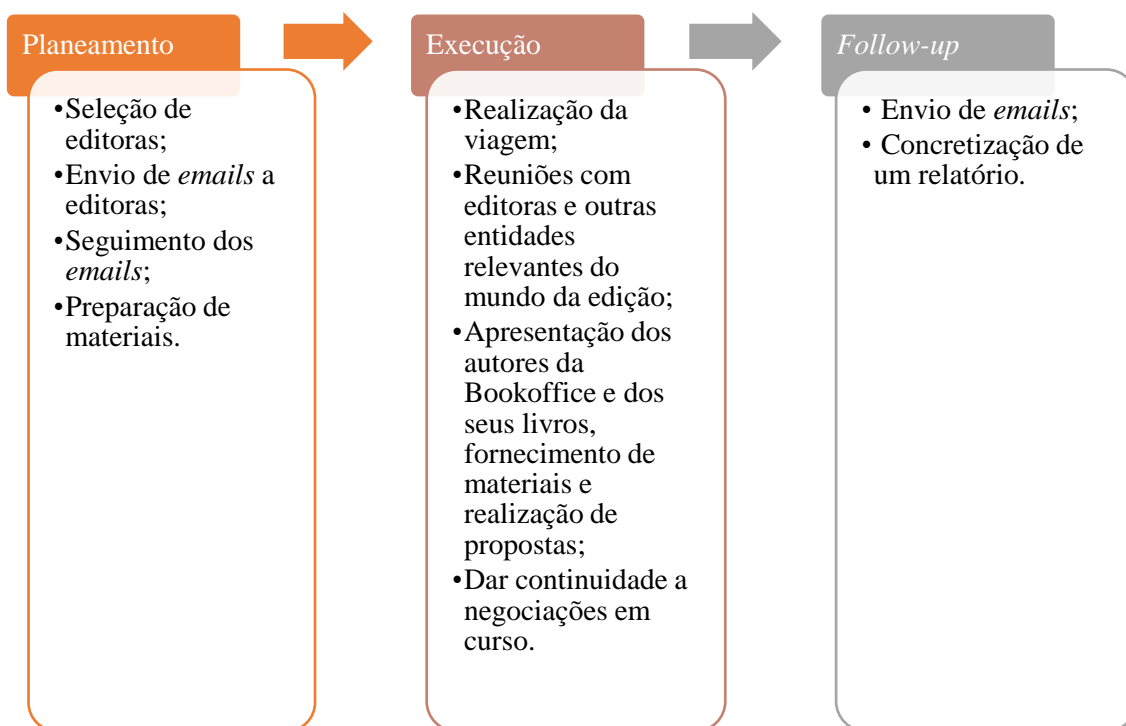 Planeamento
•Seleção de
editoras;
•Envio de emails a
editoras;
•Seguimento dos
emails;
•Preparação de
materiais.
Execução
•Realização da
viagem;
•Reuniões com
editoras e outras
entidades
relevantes do
mundo da edição;
•Apresentação dos
autores da
Bookoffice e dos
seus livros,
fornecimento de
materiais e
realização de
propostas;
•Dar continuidade a
negociações em
curso.
Follow-up
• Envio de emails;
• Concretização de
um relatório.